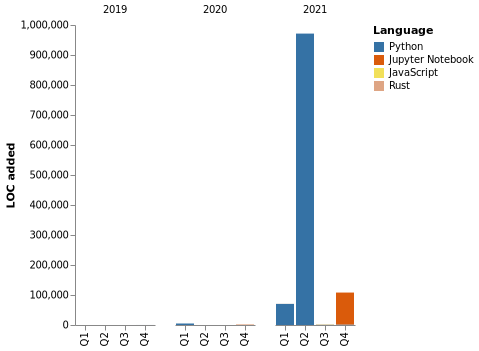 2019 2020 2021
Language
Python
Jupyter Notebook
JavaScript
Rust
LOC added
1,000,000
900,000
800,000
700,000
600,000
500,000
400,000
300,000
200,000
100,000
0
Q1 Q2 Q3 Q4 Q1 Q2 Q3 Q4 Q1 Q2 Q3 Q4